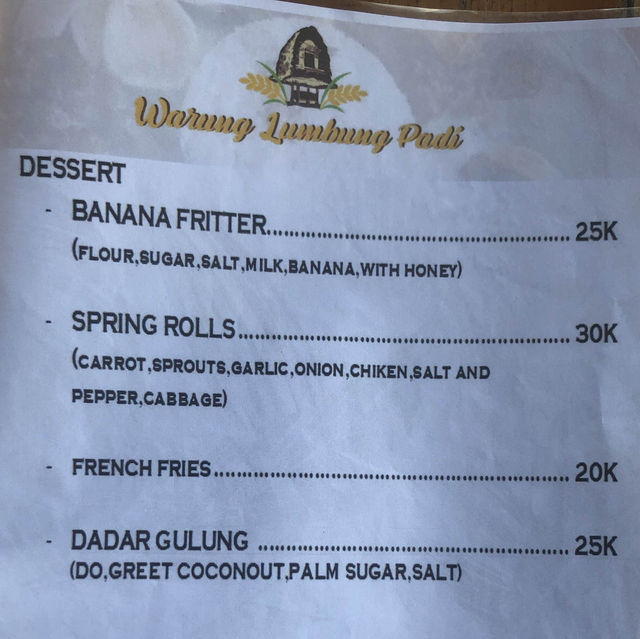 Warung Lumbung Padi
DESSERT
- BANANA FRITTER........................................................ 25K
(FLOUR,SUGAR,SALT,MILK,BANANA,WITH HONEY)
- SPRING ROLLS............................................................. 30K
(CARROT,SPROUTS,GARLIC,ONION,CHIKEN,SALT AND
PEPPER,CABBAGE)
- FRENCH FRIES................................................................ 20K
- DADAR GULUNG ........................................................ 25K
(DO,GREET COCONOUT,PALM SUGAR,SALT)